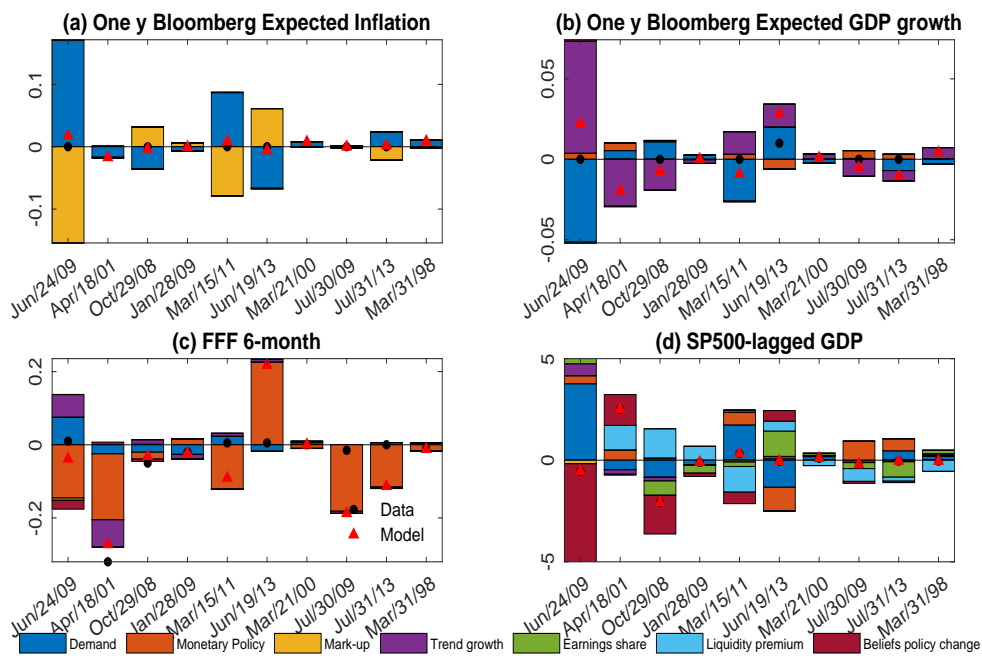 (a) One y Bloomberg Expected Inflation
(b) One y Bloomberg Expected GDP growth
0.1
0
-0.1
0.05
0
-0.05
Jun/24/09
Apr/18/01
Oct/29/08
Jan/28/09
Mar/15/11
Jun/19/13
Mar/21/00
Jul/30/09
Jul/31/13
Mar/31/98
Jun/24/09
Apr/18/01
Oct/29/08
Jan/28/09
Mar/15/11
Jun/19/13
Mar/21/00
Jul/30/09
Jul/31/13
Mar/31/98
(c) FFF 6-month
(d) SP500-lagged GDP
0.2
0
-0.2
Data
Model
5
0
-5
Jun/24/09
Apr/18/01
Oct/29/08
Jan/28/09
Mar/15/11
Jun/19/13
Mar/21/00
Jul/30/09
Jul/31/13
Mar/31/98
Jun/24/09
Apr/18/01
Oct/29/08
Jan/28/09
Mar/15/11
Jun/19/13
Mar/21/00
Jul/30/09
Jul/31/13
Mar/31/98
Demand Monetary Policy Mark-up Trend growth Earnings share Liquidity premium Beliefs policy change